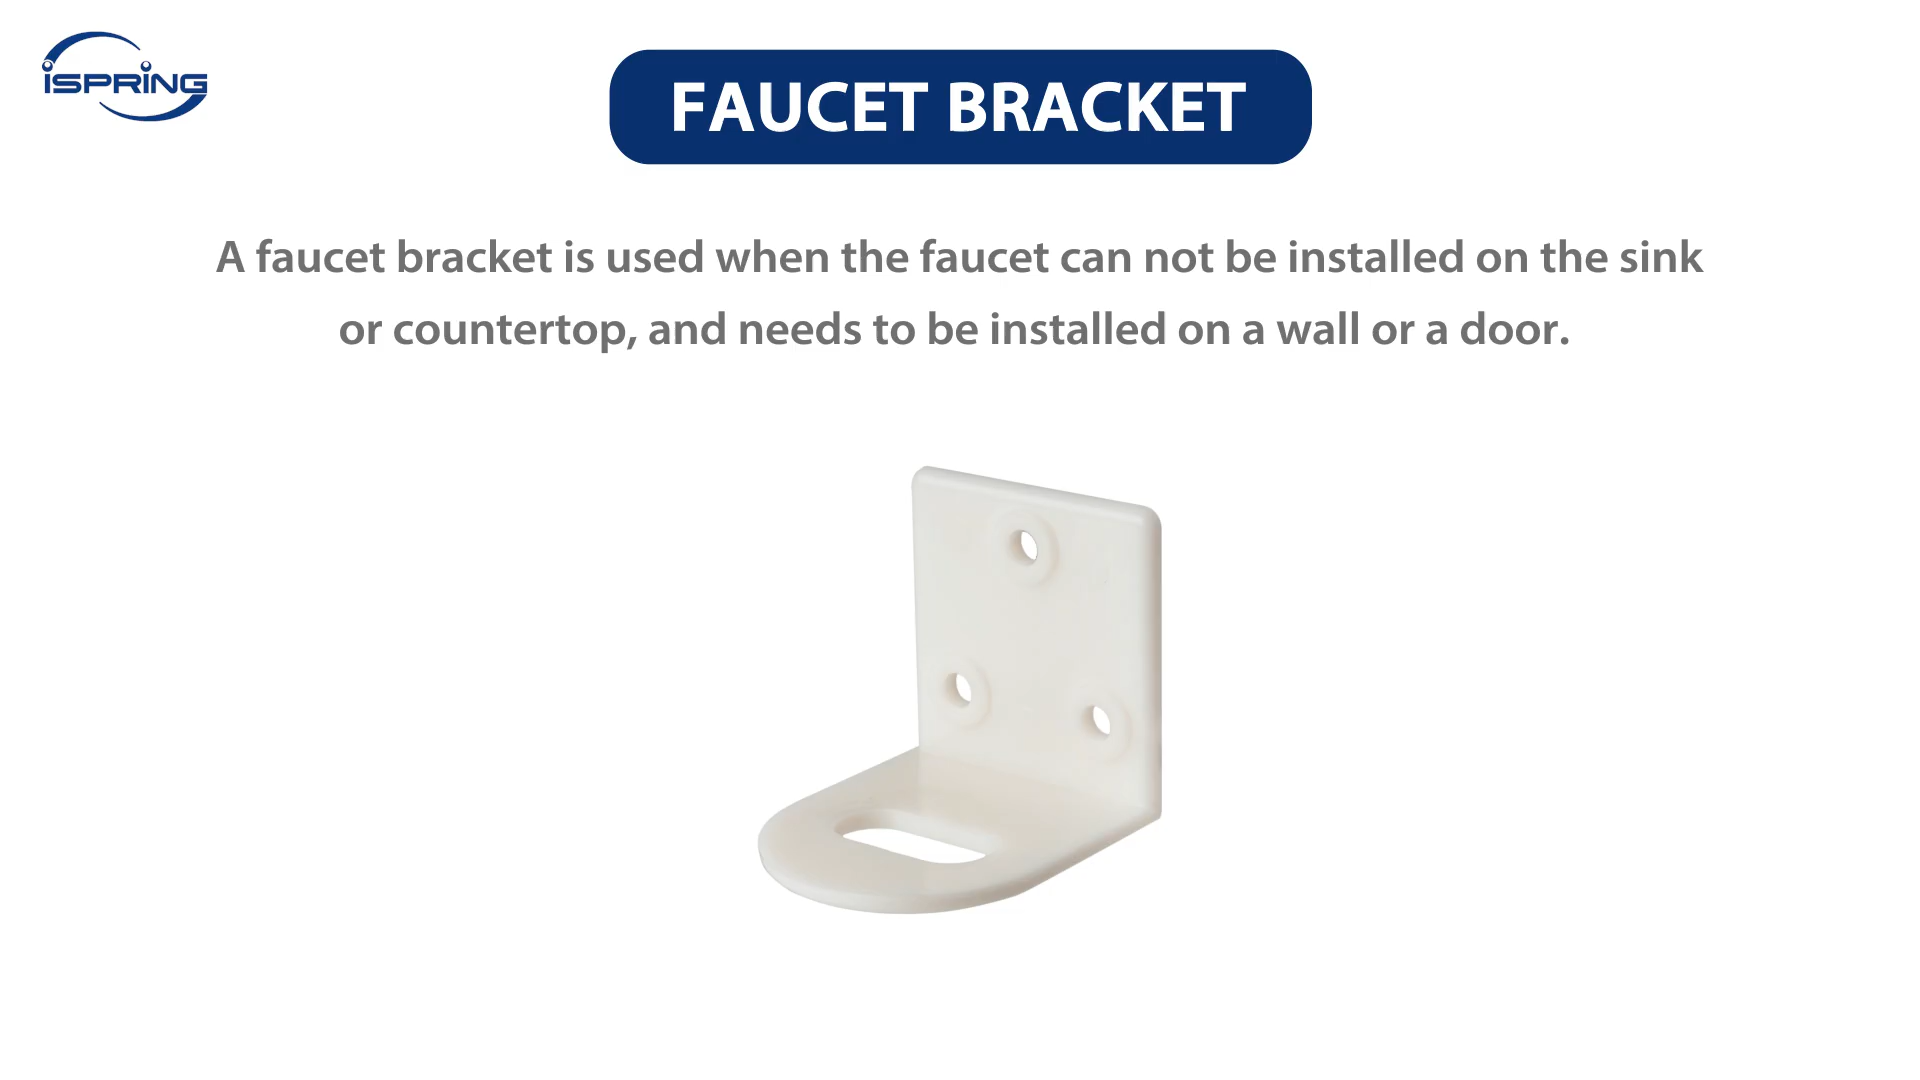 iSPRiNG
FAUCET BRACKET
A faucet bracket is used when the faucet can not be installed on the sink
or countertop, and needs to be installed on a wall or a door.